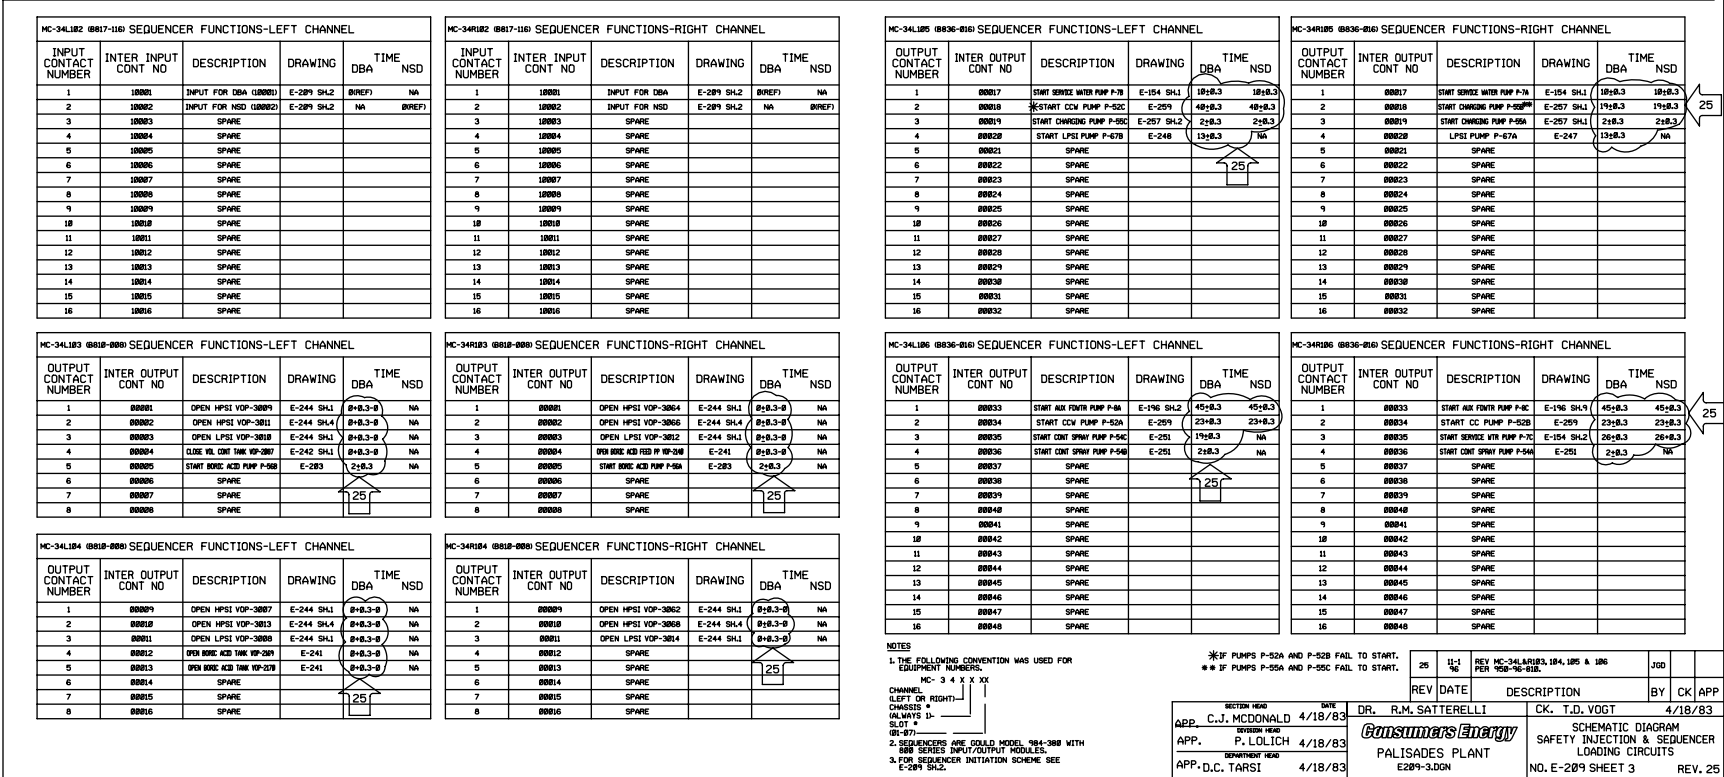 MC-34L102 (B817-116) SEQUENCER FUNCTIONS-LEFT CHANNEL
INPUT CONTACT NUMBER INTER INPUT CONT NO DESCRIPTION DRAWING TIME DBA NSD
1 10001 INPUT FOR DBA (10001) E-209 SH.2 0(REF) NA
2 10002 INPUT FOR NSD (10002) E-209 SH.2 NA 0(REF)
3 10003 SPARE
4 10004 SPARE
5 10005 SPARE
6 10006 SPARE
7 10007 SPARE
8 10008 SPARE
9 10009 SPARE
10 10010 SPARE
11 10011 SPARE
12 10012 SPARE
13 10013 SPARE
14 10014 SPARE
15 10015 SPARE
16 10016 SPARE
MC-34R102 (B817-116) SEQUENCER FUNCTIONS-RIGHT CHANNEL
INPUT CONTACT NUMBER INTER INPUT CONT NO DESCRIPTION DRAWING TIME DBA NSD
1 10001 INPUT FOR DBA E-209 SH.2 0(REF) NA
2 10002 INPUT FOR NSD E-209 SH.2 NA 0(REF)
3 10003 SPARE
4 10004 SPARE
5 10005 SPARE
6 10006 SPARE
7 10007 SPARE
8 10008 SPARE
9 10009 SPARE
10 10010 SPARE
11 10011 SPARE
12 10012 SPARE
13 10013 SPARE
14 10014 SPARE
15 10015 SPARE
16 10016 SPARE
MC-34L105 (B836-016) SEQUENCER FUNCTIONS-LEFT CHANNEL
OUTPUT CONTACT NUMBER INTER OUTPUT CONT NO DESCRIPTION DRAWING TIME DBA NSD
1 00017 START SERVICE WATER PUMP P-7B E-154 SH.1 10±0.3 10±0.3
2 00018 *START CCW PUMP P-52C E-259 40±0.3 40±0.3
3 00019 START CHARGING PUMP P-55C E-257 SH.2 2±0.3 2±0.3
4 00020 START LPSI PUMP P-67B E-248 13±0.3 NA
5 00021 SPARE
6 00022 SPARE
7 00023 SPARE
8 00024 SPARE
9 00025 SPARE
10 00026 SPARE
11 00027 SPARE
12 00028 SPARE
13 00029 SPARE
14 00030 SPARE
15 00031 SPARE
16 00032 SPARE
25
MC-34R105 (B836-016) SEQUENCER FUNCTIONS-RIGHT CHANNEL
OUTPUT CONTACT NUMBER INTER OUTPUT CONT NO DESCRIPTION DRAWING TIME DBA NSD
1 00017 START SERVICE WATER PUMP P-7A E-154 SH.1 10±0.3 10±0.3
2 00018 START CHARGING PUMP P-55B** E-257 SH.1 19±0.3 19±0.3
3 00019 START CHARGING PUMP P-55A E-257 SH.1 2±0.3 2±0.3
4 00020 LPSI PUMP P-67A E-247 13±0.3 NA
5 00021 SPARE
6 00022 SPARE
7 00023 SPARE
8 00024 SPARE
9 00025 SPARE
10 00026 SPARE
11 00027 SPARE
12 00028 SPARE
13 00029 SPARE
14 00030 SPARE
15 00031 SPARE
16 00032 SPARE
25
MC-34L103 (B810-008) SEQUENCER FUNCTIONS-LEFT CHANNEL
OUTPUT CONTACT NUMBER INTER OUTPUT CONT NO DESCRIPTION DRAWING TIME DBA NSD
1 00001 OPEN HPSI VOP-3009 E-244 SH.1 0+0.3-0 NA
2 00002 OPEN HPSI VOP-3011 E-244 SH.4 0+0.3-0 NA
3 00003 OPEN LPSI VOP-3010 E-244 SH.1 0+0.3-0 NA
4 00004 CLOSE VOL CONT TANK VOP-2087 E-242 SH.1 0+0.3-0 NA
5 00005 START BORIC ACID PUMP P-56B E-203 2±0.3 NA
6 00006 SPARE
7 00007 SPARE
8 00008 SPARE
25
MC-34R103 (B810-008) SEQUENCER FUNCTIONS-RIGHT CHANNEL
OUTPUT CONTACT NUMBER INTER OUTPUT CONT NO DESCRIPTION DRAWING TIME DBA NSD
1 00001 OPEN HPSI VOP-3064 E-244 SH.1 0+0.3-0 NA
2 00002 OPEN HPSI VOP-3066 E-244 SH.4 0+0.3-0 NA
3 00003 OPEN LPSI VOP-3012 E-244 SH.1 0+0.3-0 NA
4 00004 OPEN BORIC ACID FEED PP VOP-2140 E-241 0+0.3-0 NA
5 00005 START BORIC ACID PUMP P-56A E-203 2±0.3 NA
6 00006 SPARE
7 00007 SPARE
8 00008 SPARE
25
MC-34L106 (B836-016) SEQUENCER FUNCTIONS-LEFT CHANNEL
OUTPUT CONTACT NUMBER INTER OUTPUT CONT NO DESCRIPTION DRAWING TIME DBA NSD
1 00033 START AUX FDWTR PUMP P-8A E-196 SH.2 45±0.3 45±0.3
2 00034 START CCW PUMP P-52A E-259 23±0.3 23±0.3
3 00035 START CONT SPRAY PUMP P-54C E-251 19±0.3 NA
4 00036 START CONT SPRAY PUMP P-54B E-251 2±0.3 NA
5 00037 SPARE
6 00038 SPARE
7 00039 SPARE
8 00040 SPARE
9 00041 SPARE
10 00042 SPARE
11 00043 SPARE
12 00044 SPARE
13 00045 SPARE
14 00046 SPARE
15 00047 SPARE
16 00048 SPARE
25
MC-34R106 (B836-016) SEQUENCER FUNCTIONS-RIGHT CHANNEL
OUTPUT CONTACT NUMBER INTER OUTPUT CONT NO DESCRIPTION DRAWING TIME DBA NSD
1 00033 START AUX FDWTR PUMP P-8C E-196 SH.9 45±0.3 45±0.3
2 00034 START CC PUMP P-52B E-259 23±0.3 23±0.3
3 00035 START SERVICE WTR PUMP P-7C E-154 SH.2 26±0.3 26±0.3
4 00036 START CONT SPRAY PUMP P-54A E-251 2±0.3 NA
5 00037 SPARE
6 00038 SPARE
7 00039 SPARE
8 00040 SPARE
9 00041 SPARE
10 00042 SPARE
11 00043 SPARE
12 00044 SPARE
13 00045 SPARE
14 00046 SPARE
15 00047 SPARE
16 00048 SPARE
25
MC-34L104 (B810-008) SEQUENCER FUNCTIONS-LEFT CHANNEL
OUTPUT CONTACT NUMBER INTER OUTPUT CONT NO DESCRIPTION DRAWING TIME DBA NSD
1 00009 OPEN HPSI VOP-3007 E-244 SH.1 0+0.3-0 NA
2 00010 OPEN HPSI VOP-3013 E-244 SH.4 0+0.3-0 NA
3 00011 OPEN LPSI VOP-3008 E-244 SH.1 0+0.3-0 NA
4 00012 OPEN BORIC ACID TANK VOP-2169 E-241 0+0.3-0 NA
5 00013 OPEN BORIC ACID TANK VOP-2170 E-241 0+0.3-0 NA
6 00014 SPARE
7 00015 SPARE
8 00016 SPARE
25
MC-34R104 (B810-008) SEQUENCER FUNCTIONS-RIGHT CHANNEL
OUTPUT CONTACT NUMBER INTER OUTPUT CONT NO DESCRIPTION DRAWING TIME DBA NSD
1 00009 OPEN HPSI VOP-3062 E-244 SH.1 0+0.3-0 NA
2 00010 OPEN HPSI VOP-3068 E-244 SH.4 0+0.3-0 NA
3 00011 OPEN LPSI VOP-3014 E-244 SH.1 0+0.3-0 NA
4 00012 SPARE
5 00013 SPARE
6 00014 SPARE
7 00015 SPARE
8 00016 SPARE
25
NOTES
1. THE FOLLOWING CONVENTION WAS USED FOR
EQUIPMENT NUMBERS.
MC- 3 4 X X XX
CHANNEL
(LEFT OR RIGHT)
CHASSIS #
(ALWAYS 1)-
SLOT #
(01-07)
2. SEQUENCERS ARE GOULD MODEL 984-380 WITH
800 SERIES INPUT/OUTPUT MODULES.
3. FOR SEQUENCER INITIATION SCHEME SEE
E-209 SH.2.
*IF PUMPS P-52A AND P-52B FAIL TO START.
** IF PUMPS P-55A AND P-55C FAIL TO START.
25 11-1 96 REV MC-34L&R103, 104, 105 & 106 PER 950-96-810. JGD
REV DATE DESCRIPTION BY CK APP
SECTION HEAD DATE
APP. C.J. MCDONALD 4/18/83
DIVISION HEAD
APP. P. LOLICH 4/18/83
DEPARTMENT HEAD
APP. D.C. TARSI 4/18/83
DR. R.M. SATTERELLI CK. T.D. VOGT 4/18/83
Consumers Energy
PALISADES PLANT
E209-3.DGN
SCHEMATIC DIAGRAM
SAFETY INJECTION & SEQUENCER
LOADING CIRCUITS
NO. E-209 SHEET 3 REV. 25